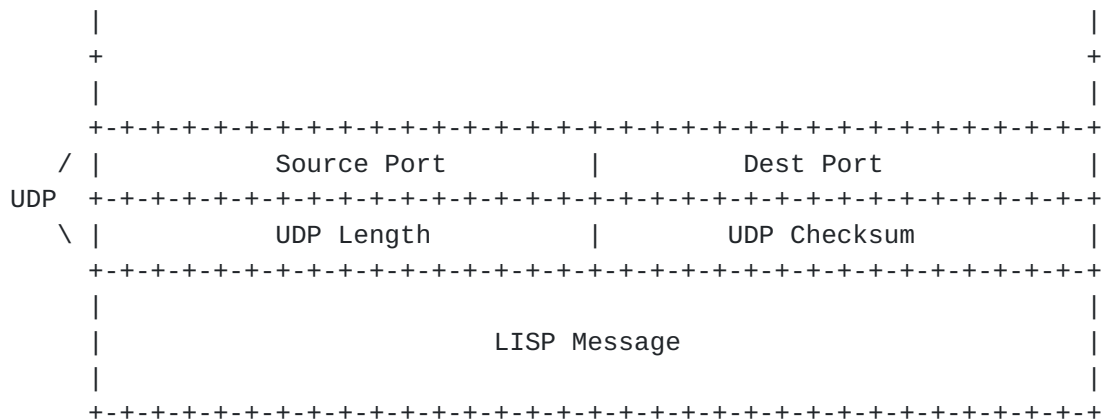 |                                                               |
+                                                               +
|                                                               |
+-+-+-+-+-+-+-+-+-+-+-+-+-+-+-+-+-+-+-+-+-+-+-+-+-+-+-+-+-+-+-+-+
/ |           Source Port         |         Dest Port             |
UDP +-+-+-+-+-+-+-+-+-+-+-+-+-+-+-+-+-+-+-+-+-+-+-+-+-+-+-+-+-+-+-+-+
\ |           UDP Length          |        UDP Checksum           |
+-+-+-+-+-+-+-+-+-+-+-+-+-+-+-+-+-+-+-+-+-+-+-+-+-+-+-+-+-+-+-+-+
|                                                               |
|                         LISP Message                          |
|                                                               |
+-+-+-+-+-+-+-+-+-+-+-+-+-+-+-+-+-+-+-+-+-+-+-+-+-+-+-+-+-+-+-+-+